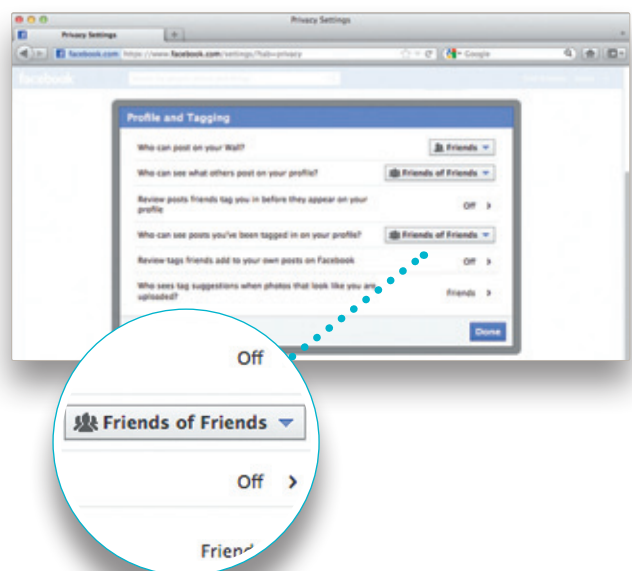 Privacy Settings
Privacy Settings
facebook.com https://www.facebook.com/settings/?tab=privacy
Google
facebook
Profile and Tagging
Who can post on your Wall?
Friends
Who can see what others post on your profile?
Friends of Friends
Review posts friends tag you in before they appear on your
profile
Off
Who can see posts you've been tagged in on your profile?
Friends of Friends
Review tags friends add to your own posts on Facebook
Off
Who sees tag suggestions when photos that look like you are
uploaded?
Friends
Done
Off
Friends of Friends
Off
Friend